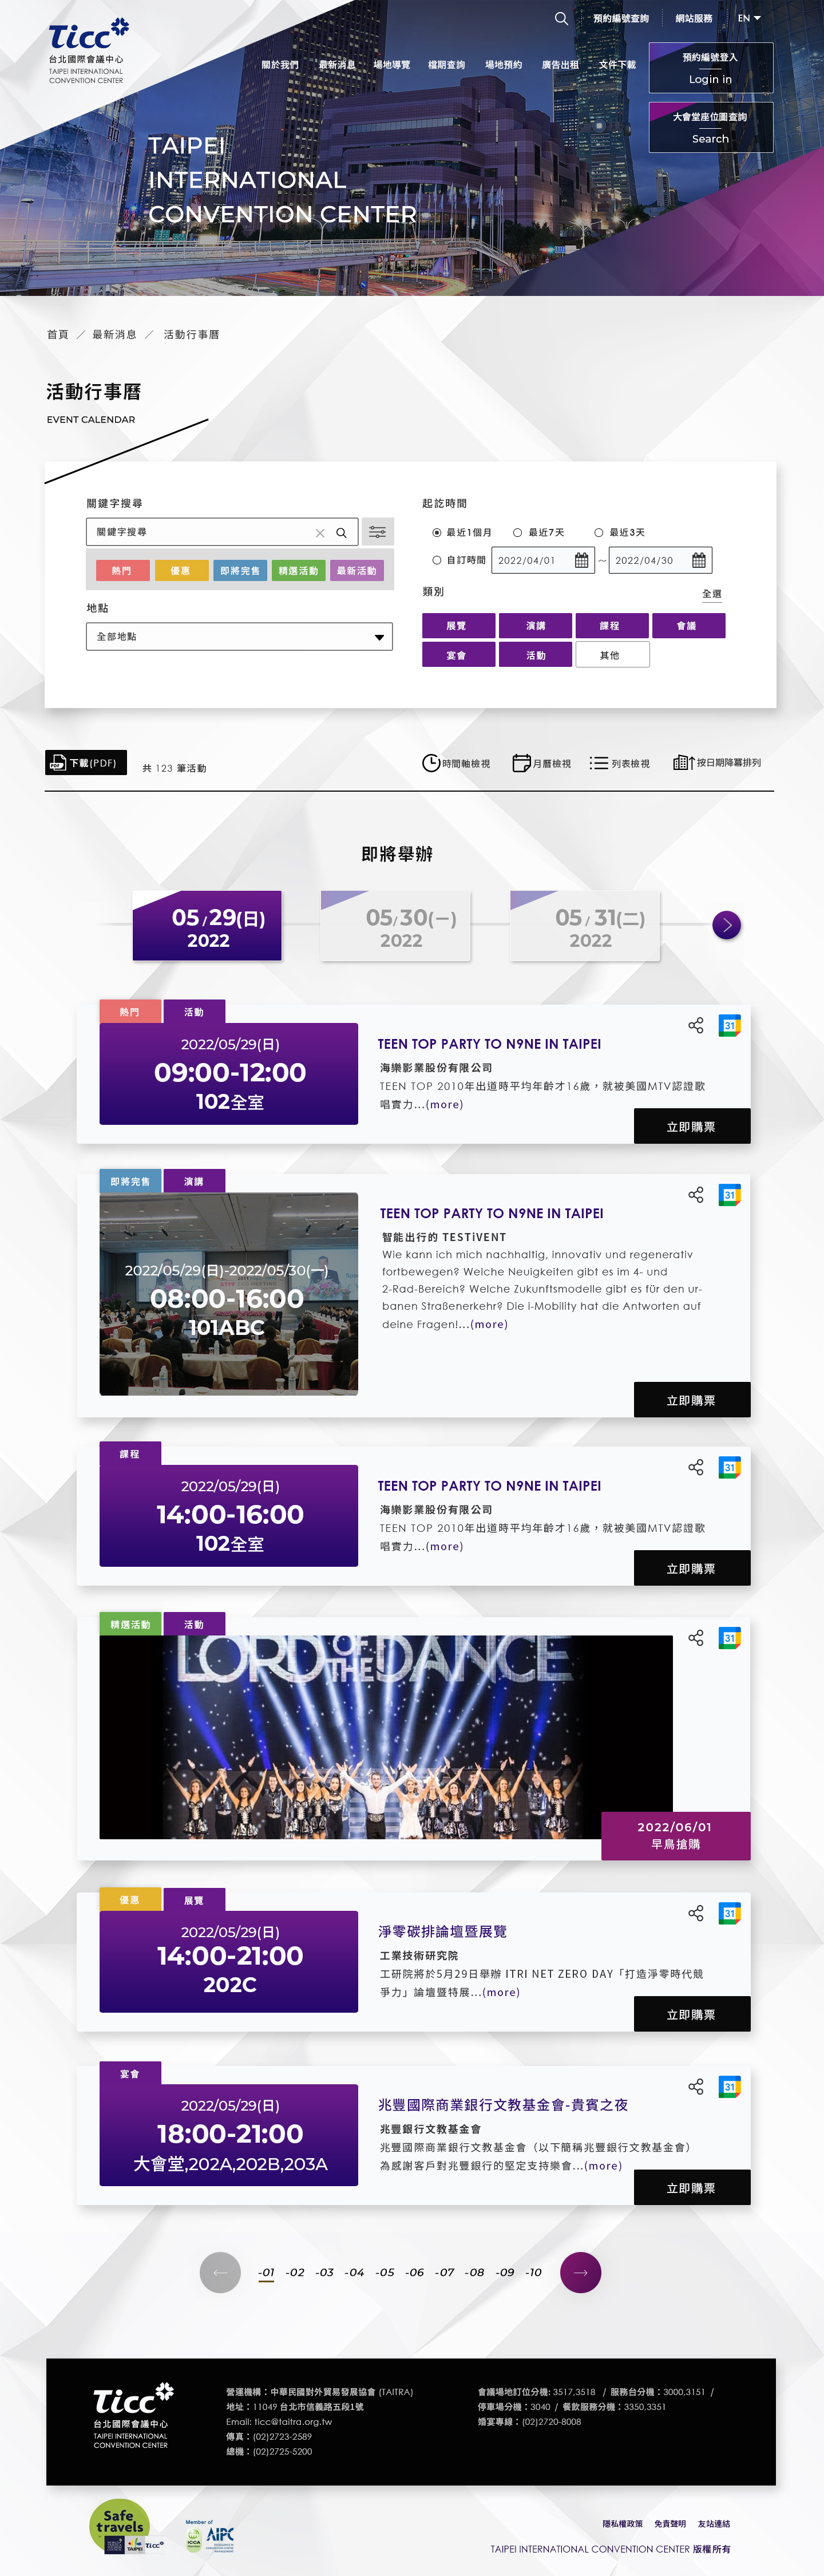 Ticc
台北國際會議中心
TAIPEI INTERNATIONAL
CONVENTION CENTER
預約編號查詢
網站服務
EN
關於我們 最新消息 場地導覽 檔期查詢 場地預約 廣告出租 文件下載
預約編號登入
Login in
大會堂座位圖查詢
Search
TAIPEI
INTERNATIONAL
CONVENTION CENTER
首頁 ／ 最新消息 ／ 活動行事曆
活動行事曆
EVENT CALENDAR
關鍵字搜尋
關鍵字搜尋
熱門 優惠 即將完售 精選活動 最新活動
地點
全部地點
起訖時間
最近1個月 最近7天 最近3天
自訂時間 2022/04/01 ~ 2022/04/30
類別
全選
展覽 演講 課程 會議
宴會 活動 其他
下載(PDF)
共 123 筆活動
時間軸檢視 月曆檢視 列表檢視 按日期降冪排列
即將舉辦
05 / 29(日)
2022
05/ 30(一)
2022
05 / 31(二)
2022
熱門 活動
2022/05/29(日)
09:00-12:00
102全室
31
TEEN TOP PARTY TO N9NE IN TAIPEI
海樂影業股份有限公司
TEEN TOP 2010年出道時平均年齡才16歲，就被美國MTV認證歌
唱實力...(more)
立即購票
即將完售 演講
2022/05/29(日)-2022/05/30(一)
08:00-16:00
101ABC
31
TEEN TOP PARTY TO N9NE IN TAIPEI
智能出行的 TESTiVENT
Wie kann ich mich nachhaltig, innovativ und regenerativ
fortbewegen? Welche Neuigkeiten gibt es im 4- und
2-Rad-Bereich? Welche Zukunftsmodelle gibt es für den ur-
banen Straßenerkehr? Die i-Mobility hat die Antworten auf
deine Fragen!...(more)
立即購票
課程
2022/05/29(日)
14:00-16:00
102全室
31
TEEN TOP PARTY TO N9NE IN TAIPEI
海樂影業股份有限公司
TEEN TOP 2010年出道時平均年齡才16歲，就被美國MTV認證歌
唱實力...(more)
立即購票
精選活動 活動
31
LORD OF THE DANCE
2022/06/01
早鳥搶購
優惠 展覽
2022/05/29(日)
14:00-21:00
202C
31
淨零碳排論壇暨展覽
工業技術研究院
工研院將於5月29日舉辦 ITRI NET ZERO DAY「打造淨零時代競
爭力」論壇暨特展...(more)
立即購票
宴會
2022/05/29(日)
18:00-21:00
大會堂,202A,202B,203A
31
兆豐國際商業銀行文教基金會-貴賓之夜
兆豐銀行文教基金會
兆豐國際商業銀行文教基金會（以下簡稱兆豐銀行文教基金會）
為感謝客戶對兆豐銀行的堅定支持樂會...(more)
立即購票
-01 -02 -03 -04 -05 -06 -07 -08 -09 -10
Ticc
台北國際會議中心
TAIPEI INTERNATIONAL
CONVENTION CENTER
營運機構：中華民國對外貿易發展協會 (TAITRA)
地址：11049 台北市信義路五段1號
Email: ticc@taitra.org.tw
傳真：(02)2723-2589
總機：(02)2725-5200
會議場地訂位分機: 3517,3518 / 服務台分機：3000,3151 /
停車場分機：3040 / 餐飲服務分機：3350,3351
婚宴專線：(02)2720-8008
Safe
travels
TAIPEI
Ticc
Member of
ICCA
AIPC
隱私權政策 免責聲明 友站連結
TAIPEI INTERNATIONAL CONVENTION CENTER 版權所有